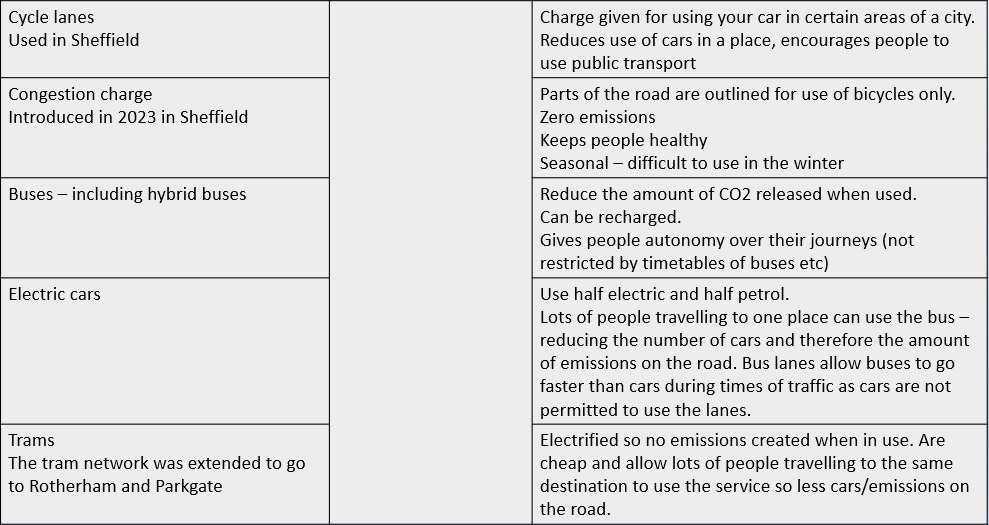 Cycle lanes
Used in Sheffield
Charge given for using your car in certain areas of a city.
Reduces use of cars in a place, encourages people to
use public transport
Congestion charge
Introduced in 2023 in Sheffield
Parts of the road are outlined for use of bicycles only.
Zero emissions
Keeps people healthy
Seasonal – difficult to use in the winter
Buses – including hybrid buses
Reduce the amount of CO2 released when used.
Can be recharged.
Gives people autonomy over their journeys (not
restricted by timetables of buses etc)
Electric cars
Use half electric and half petrol.
Lots of people travelling to one place can use the bus –
reducing the number of cars and therefore the amount
of emissions on the road. Bus lanes allow buses to go
faster than cars during times of traffic as cars are not
permitted to use the lanes.
Trams
The tram network was extended to go
to Rotherham and Parkgate
Electrified so no emissions created when in use. Are
cheap and allow lots of people travelling to the same
destination to use the service so less cars/emissions on
the road.